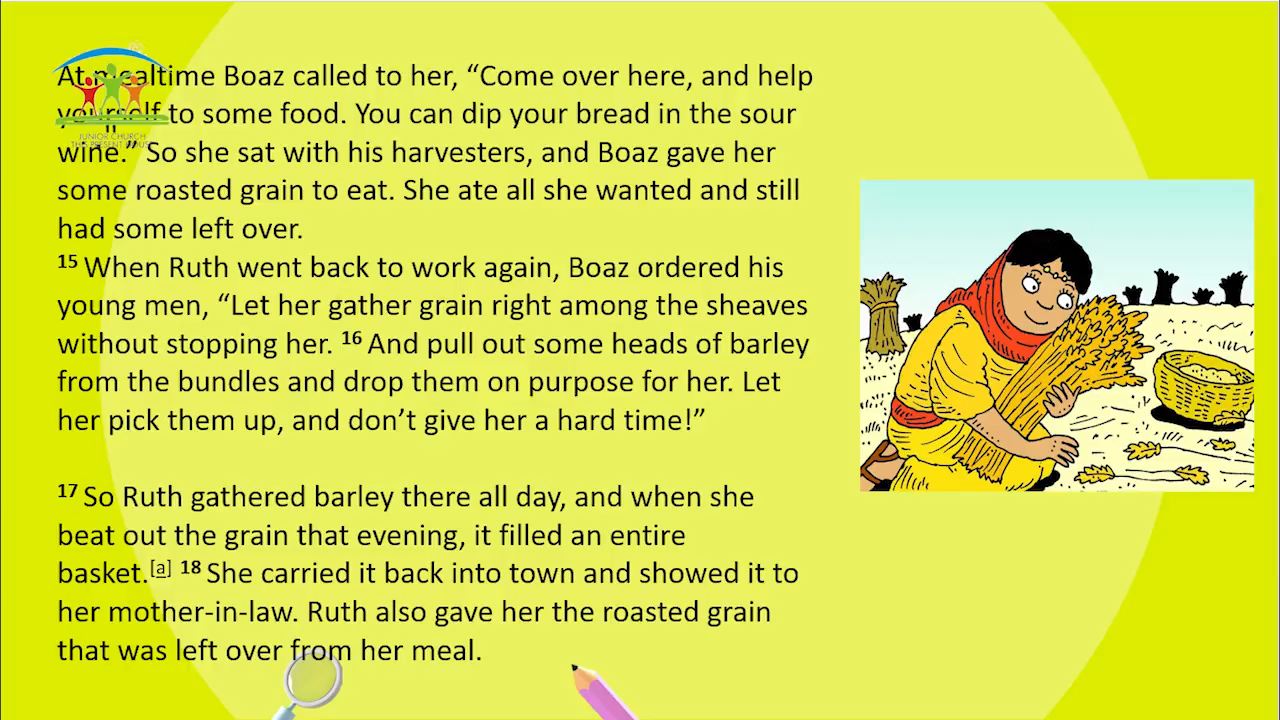 At mealtime Boaz called to her, “Come over here, and help
yourself to some food. You can dip your bread in the sour
wine.” So she sat with his harvesters, and Boaz gave her
some roasted grain to eat. She ate all she wanted and still
had some left over.
15 When Ruth went back to work again, Boaz ordered his
young men, “Let her gather grain right among the sheaves
without stopping her. 16 And pull out some heads of barley
from the bundles and drop them on purpose for her. Let
her pick them up, and don’t give her a hard time!”
17 So Ruth gathered barley there all day, and when she
beat out the grain that evening, it filled an entire
basket.[a] 18 She carried it back into town and showed it to
her mother-in-law. Ruth also gave her the roasted grain
that was left over from her meal.
JUNIOR CHURCH
THIS PRESENT